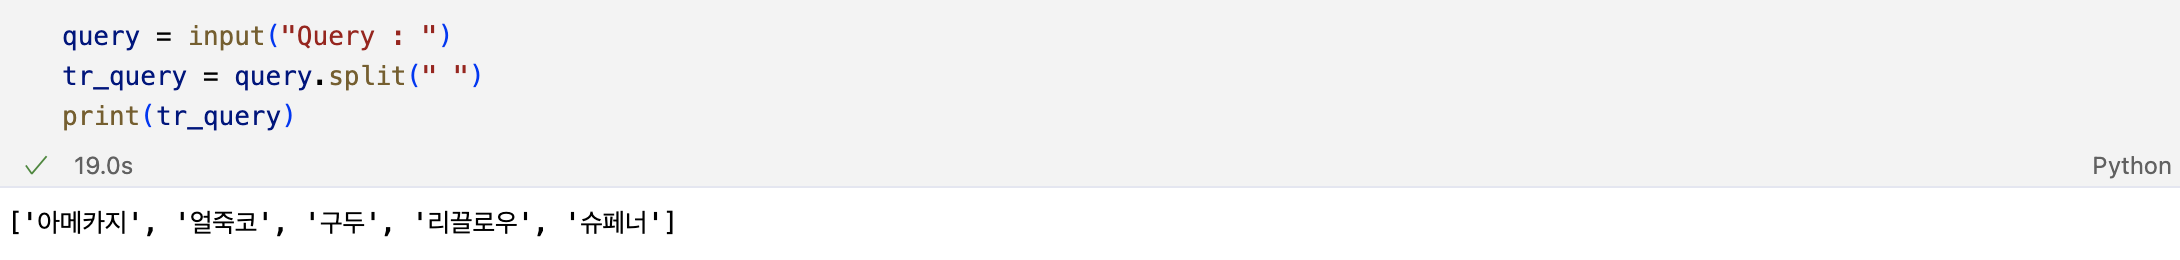 query = input("Query : ")
tr_query = query.split(" ")
print(tr_query)
19.0s
Python
['아메카지', '얼죽코', '구두', '리끌로우', '슈페너']